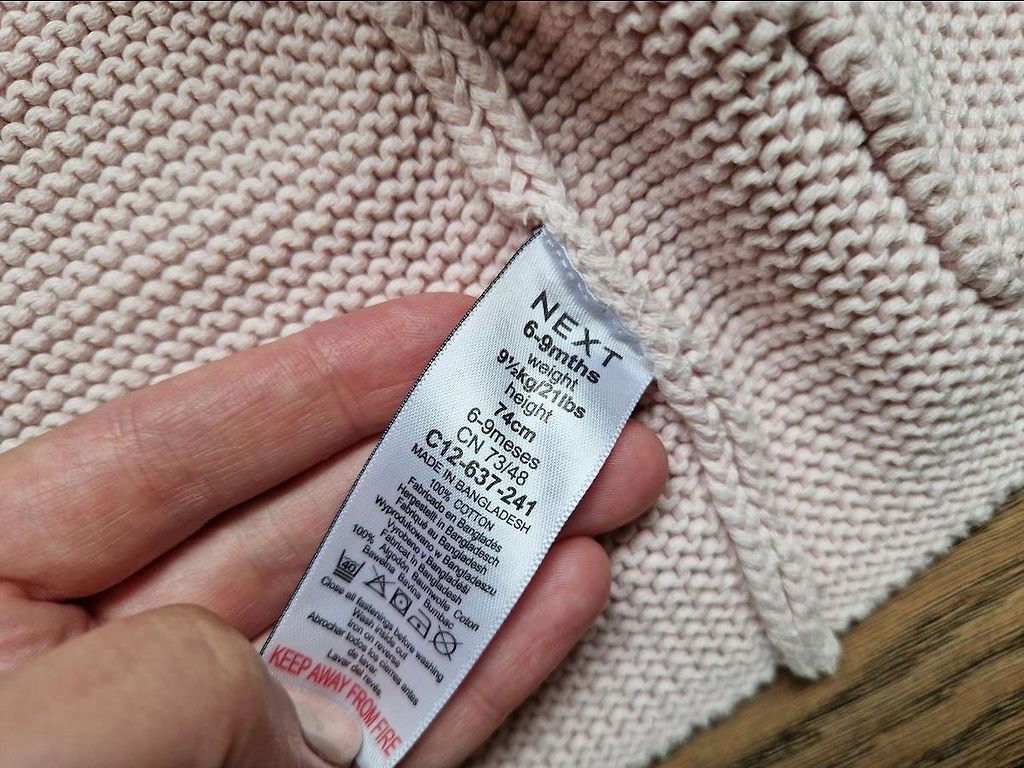 NEXT
6-9mths
weight
9½kg/21lbs
height
74cm
6-9meses
CN 73/48
C12-637-241
MADE IN BANGLADESH
100% COTTON
Fabricado en Bangladés
Hergestellt in Bangladesch
Fabriqué au Bangladesh
Wyprodukowano w Bangladeszu
Vyrobeno v Bangladéši
Fabricat in Bangladesh
100% Algodón, Baumwolle, Coton
Bawełna Bavlna Bumbac
40
Close all fastenings before washing
Wash inside out
Iron on reverse
Abrochar todos los cierres antes
de lavar
Lavar del revés.
KEEP AWAY FROM FIRE